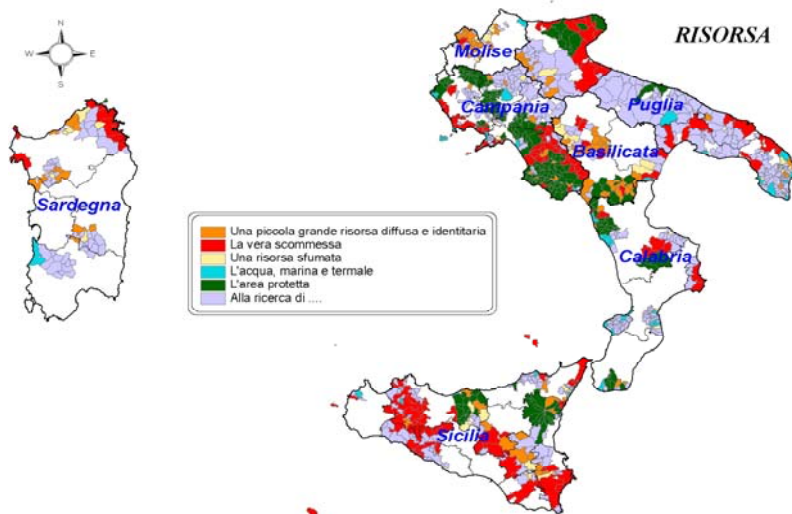 RISORSA
N
W E
S
Molise
Campania
Puglia
Basilicata
Sardegna
Calabria
Sicilia
Una piccola grande risorsa diffusa e identitaria
La vera scommessa
Una risorsa sfumata
L'acqua, marina e termale
L'area protetta
Alla ricerca di ....